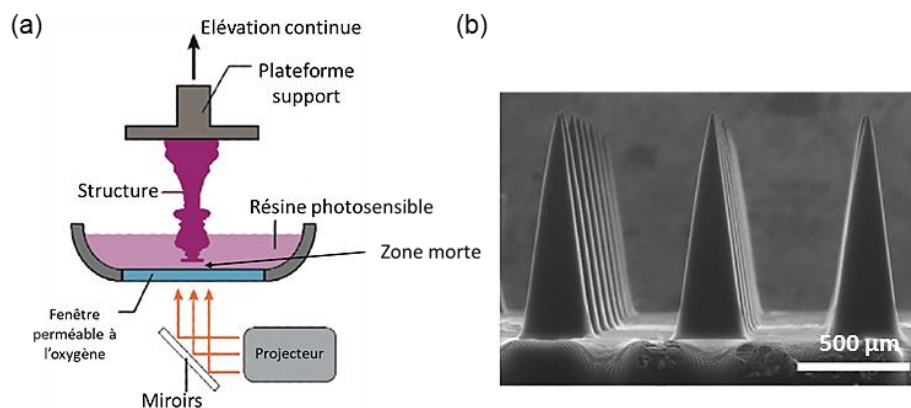 (a)
Elévation continue
Plateforme
support
Structure
Résine photosensible
Zone morte
Fenêtre
perméable à
l'oxygène
Projecteur
Miroirs
(b)
500 µm